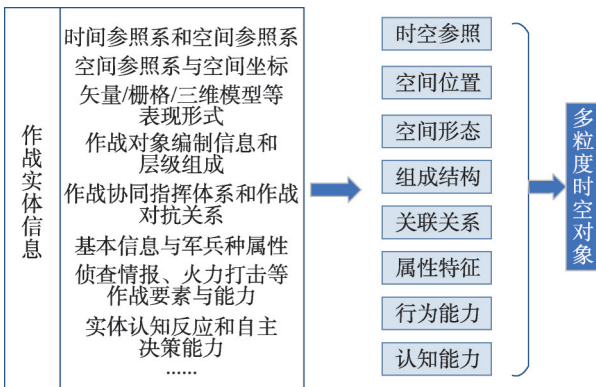 作战实体信息
时间参照系和空间参照系
空间参照系与空间坐标
矢量/栅格/三维模型等
表现形式
作战对象编制信息和
层级组成
作战协同指挥体系和作战
对抗关系
基本信息与军兵种属性
侦查情报、火力打击等
作战要素与能力
实体认知反应和自主
决策能力
......
时空参照
空间位置
空间形态
组成结构
关联关系
属性特征
行为能力
认知能力
多粒度时空对象